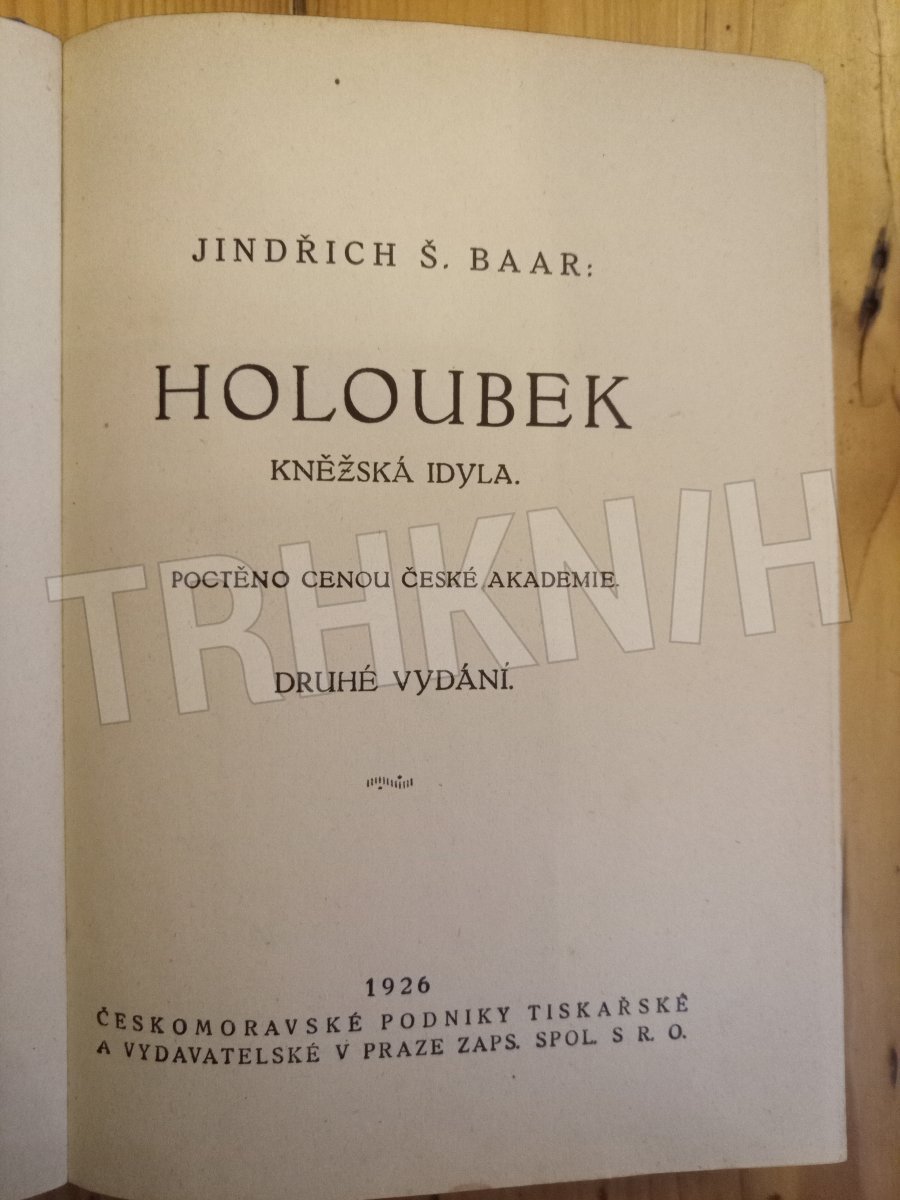 JINDŘICH Š. BAAR:
HOLOUBEK
KNĚŽSKÁ IDYLA.
POCTĚNO CENOU ČESKÉ AKADEMIE.
TRHKNIH
DRUHÉ VYDÁNÍ.
1926
ČESKOMORAVSKÉ PODNIKY TISKAŘSKÉ
A VYDAVATELSKÉ V PRAZE ZAPS. SPOL. S R. O.